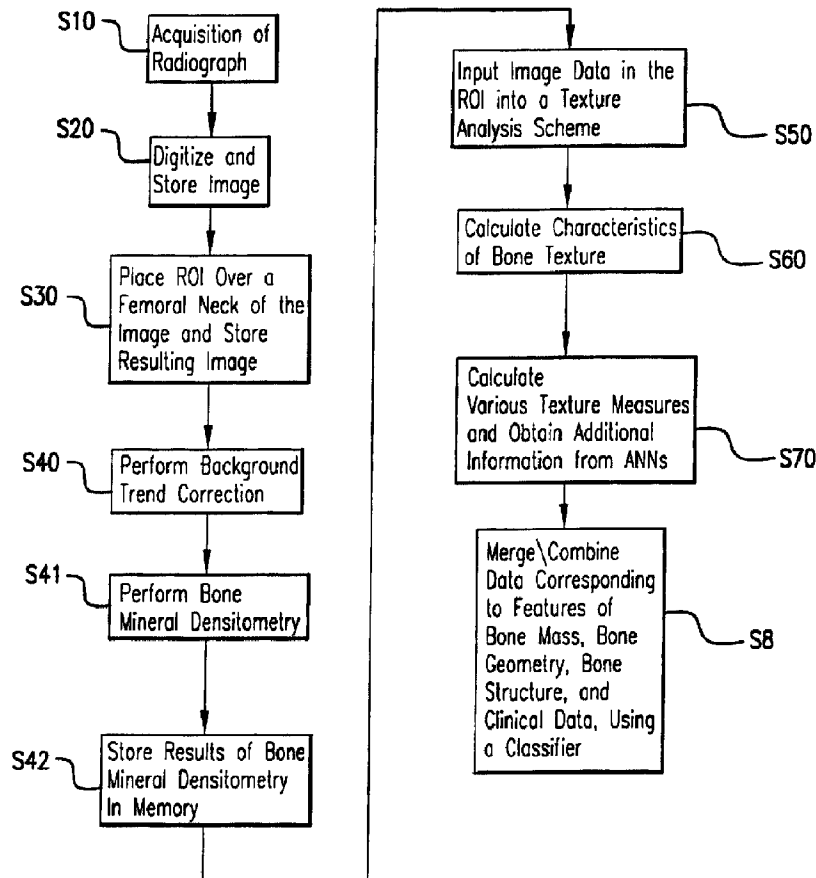 S10
Acquisition of
Radiograph
S20
Digitize and
Store Image
S30
Place ROI Over a
Femoral Neck of the
Image and Store
Resulting Image
S40
Perform Background
Trend Correction
S41
Perform Bone
Mineral Densitometry
S42
Store Results of Bone
Mineral Densitometry
In Memory
Input Image Data in the
ROI into a Texture
Analysis Scheme
S50
Calculate Characteristics
of Bone Texture
S60
Calculate
Various Texture Measures
and Obtain Additional
Information from ANNs
S70
Merge\Combine
Data Corresponding
to Features of
Bone Mass, Bone
Geometry, Bone
Structure, and
Clinical Data, Using
a Classifier
S8